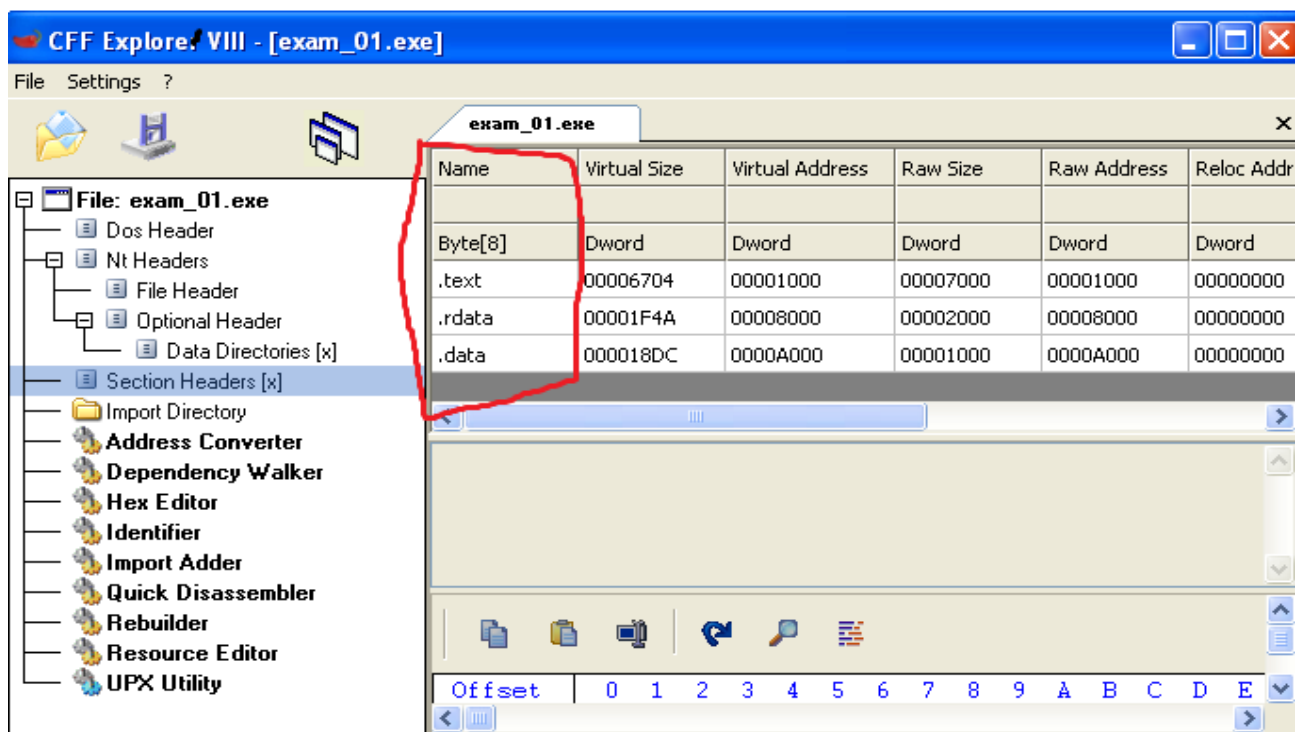 CFF Explorer VIII - [exam_01.exe]
File Settings ?
exam_01.exe
File: exam_01.exe
Dos Header
Nt Headers
File Header
Optional Header
Data Directories [x]
Section Headers [x]
Import Directory
Address Converter
Dependency Walker
Hex Editor
Identifier
Import Adder
Quick Disassembler
Rebuilder
Resource Editor
UPX Utility
Name Virtual Size Virtual Address Raw Size Raw Address Reloc Addr
Byte[8] Dword Dword Dword Dword Dword
.text 00006704 00001000 00007000 00001000 00000000
.rdata 00001F4A 00008000 00002000 00008000 00000000
.data 000018DC 0000A000 00001000 0000A000 00000000
Offset 0 1 2 3 4 5 6 7 8 9 A B C D E